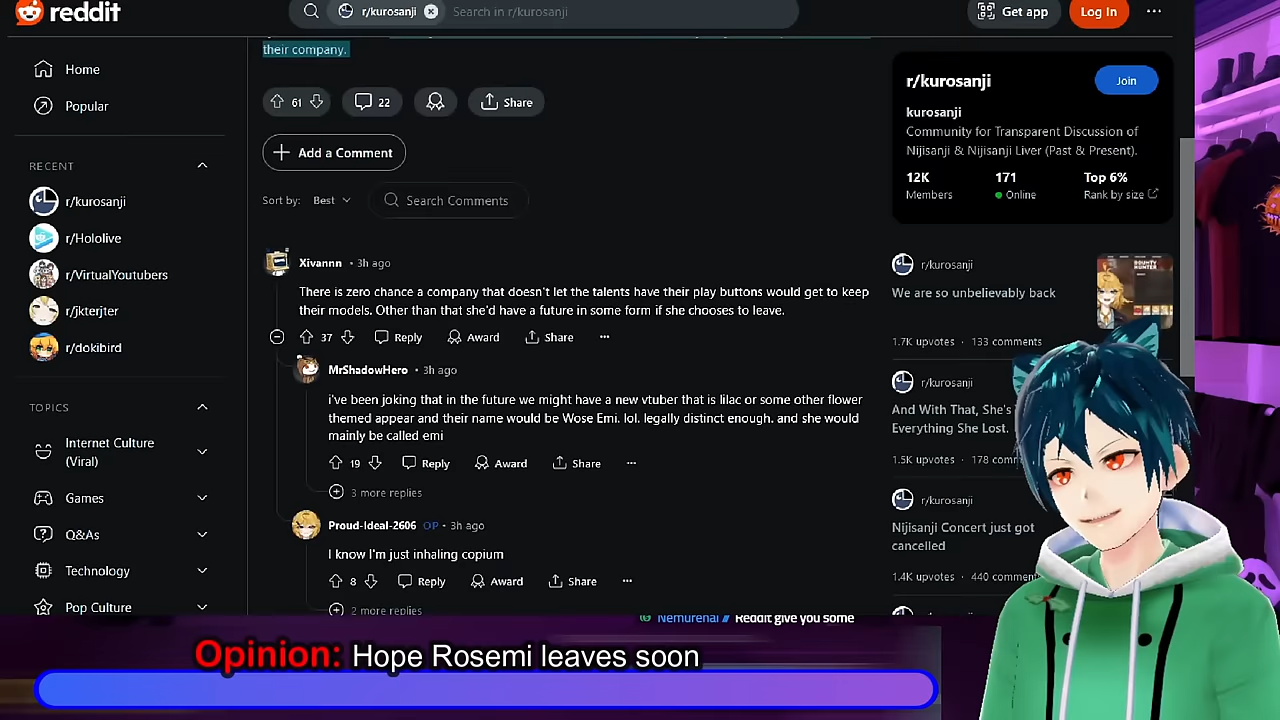 reddit
r/kurosanji
Search in r/kurosanji
Get app
Log In
their company.
61
22
Share
Add a Comment
Sort by:
Best
Search Comments
Home
Popular
RECENT
r/kurosanji
r/Hololive
r/VirtualYoutubers
r/jkterjter
r/dokibird
TOPICS
Internet Culture
(Viral)
Games
Q&As
Technology
Pop Culture
Xivannn • 3h ago
There is zero chance a company that doesn't let the talents have their play buttons would get to keep
their models. Other than that she'd have a future in some form if she chooses to leave.
37
Reply
Award
Share
MrShadowHero • 3h ago
i've been joking that in the future we might have a new vtuber that is lilac or some other flower
themed appear and their name would be Wose Emi. lol. legally distinct enough. and she would
mainly be called emi
19
Reply
Award
Share
3 more replies
Proud-Ideal-2606 OP • 3h ago
I know I'm just inhaling copium
8
Reply
Award
Share
2 more replies
r/kurosanji
Join
kurosanji
Community for Transparent Discussion of
Nijisanji & Nijisanji Liver (Past & Present).
12K
171
Top 6%
Members
Online
Rank by size
r/kurosanji
We are so unbelievably back
BOUNTY
HUNTER
1.7K upvotes • 133 comments
r/kurosanji
And With That, She's
Everything She Lost.
1.5K upvotes • 178 comm
r/kurosanji
Nijisanji Concert just got
cancelled
1.4K upvotes • 440 commen
Nemurenai Reddit give you some
Opinion: Hope Rosemi leaves soon